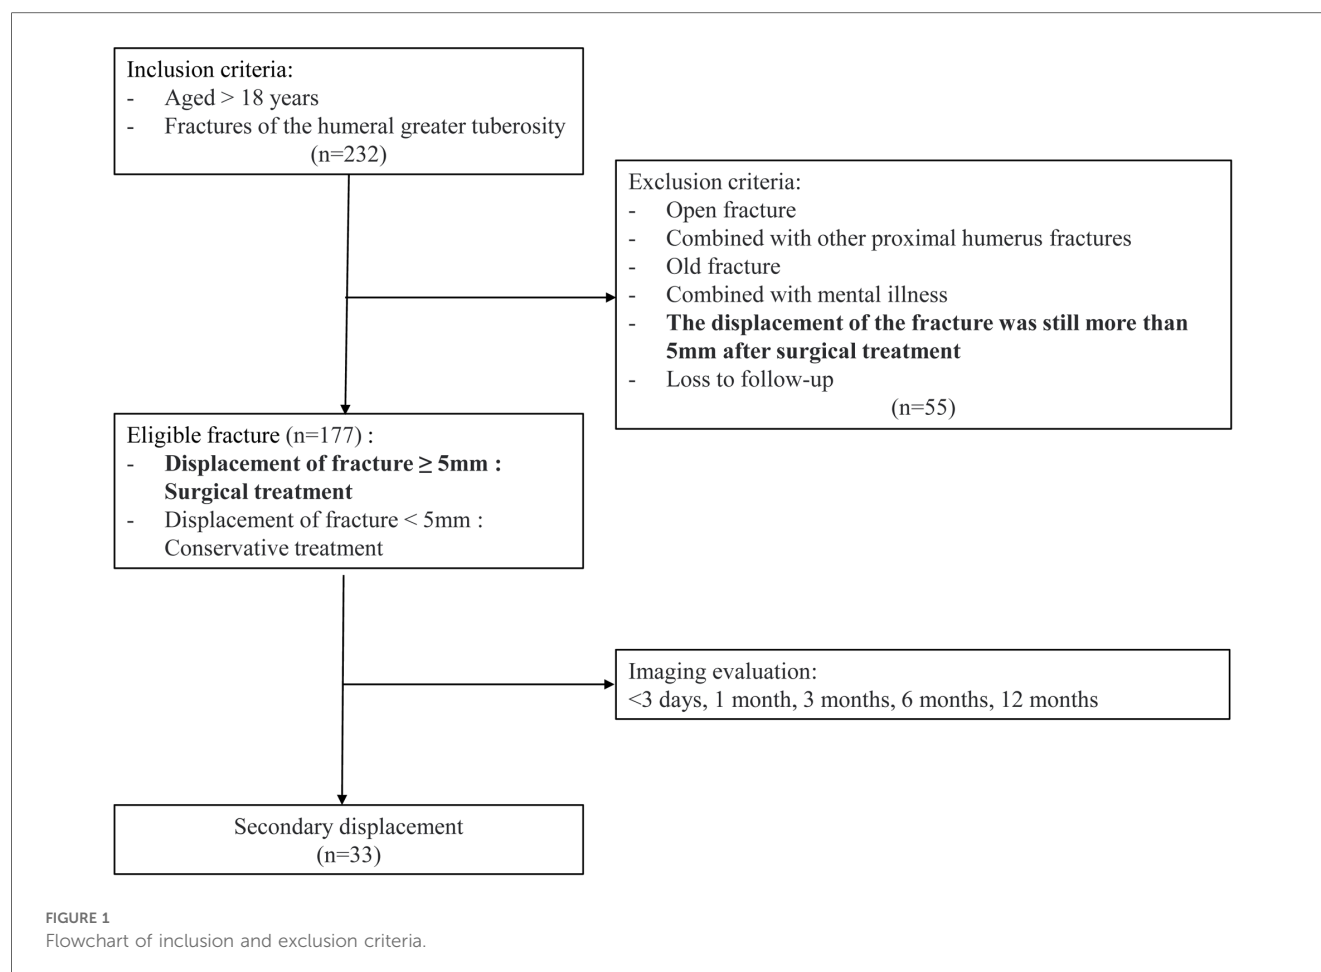 Inclusion criteria:
- Aged > 18 years
- Fractures of the humeral greater tuberosity
(n=232)
Exclusion criteria:
- Open fracture
- Combined with other proximal humerus fractures
- Old fracture
- Combined with mental illness
- The displacement of the fracture was still more than
5mm after surgical treatment
- Loss to follow-up
(n=55)
Eligible fracture (n=177) :
- Displacement of fracture ≥ 5mm :
Surgical treatment
- Displacement of fracture < 5mm :
Conservative treatment
Imaging evaluation:
<3 days, 1 month, 3 months, 6 months, 12 months
Secondary displacement
(n=33)
FIGURE 1
Flowchart of inclusion and exclusion criteria.